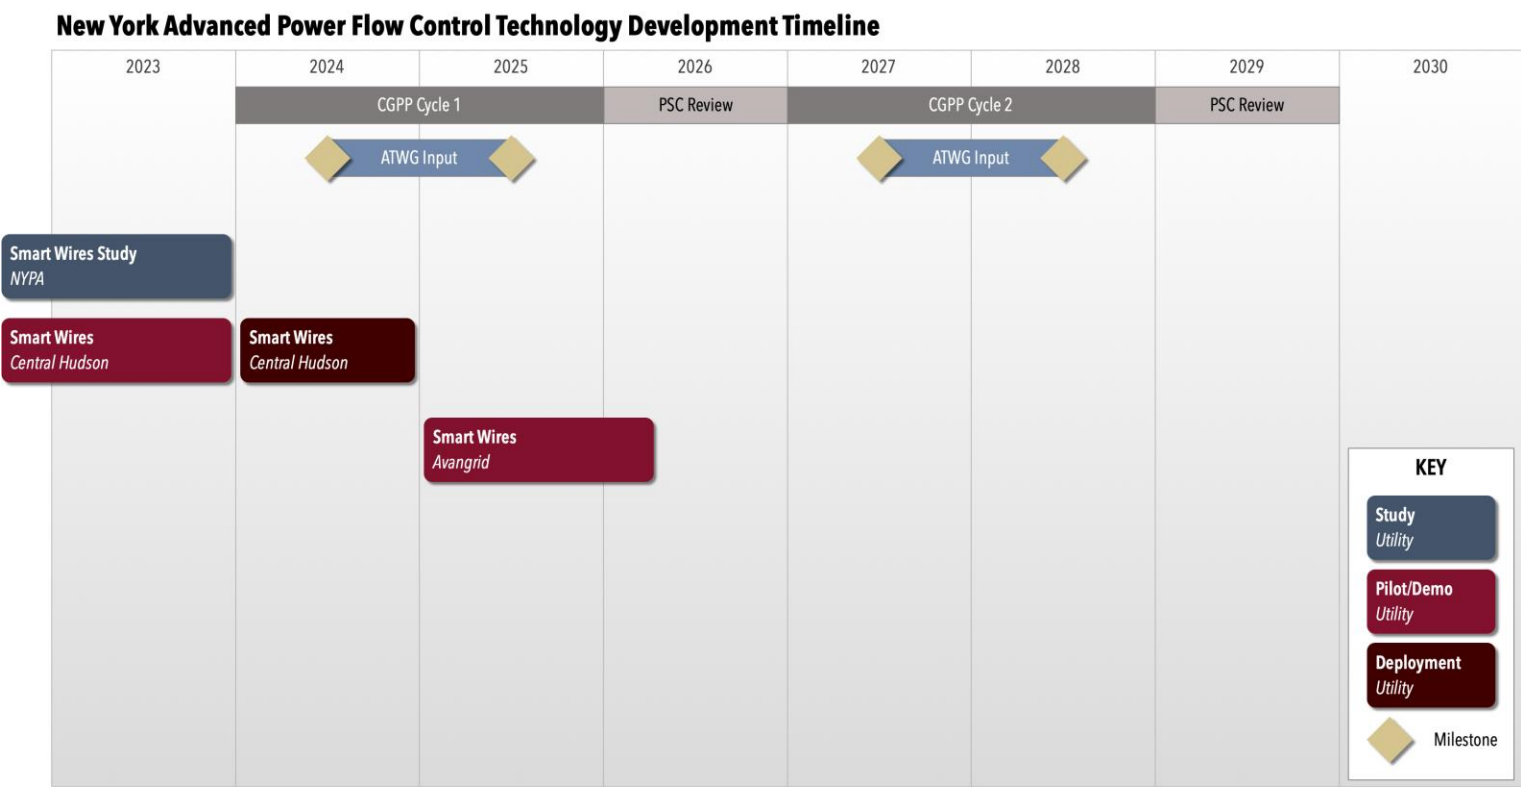 New York Advanced Power Flow Control Technology Development Timeline
2023 2024 2025 2026 2027 2028 2029 2030
CGPP Cycle 1 PSC Review CGPP Cycle 2 PSC Review
ATWG Input ATWG Input
Smart Wires Study
NYPA
Smart Wires
Central Hudson
Smart Wires
Central Hudson
Smart Wires
Avangrid
KEY
Study
Utility
Pilot/Demo
Utility
Deployment
Utility
Milestone